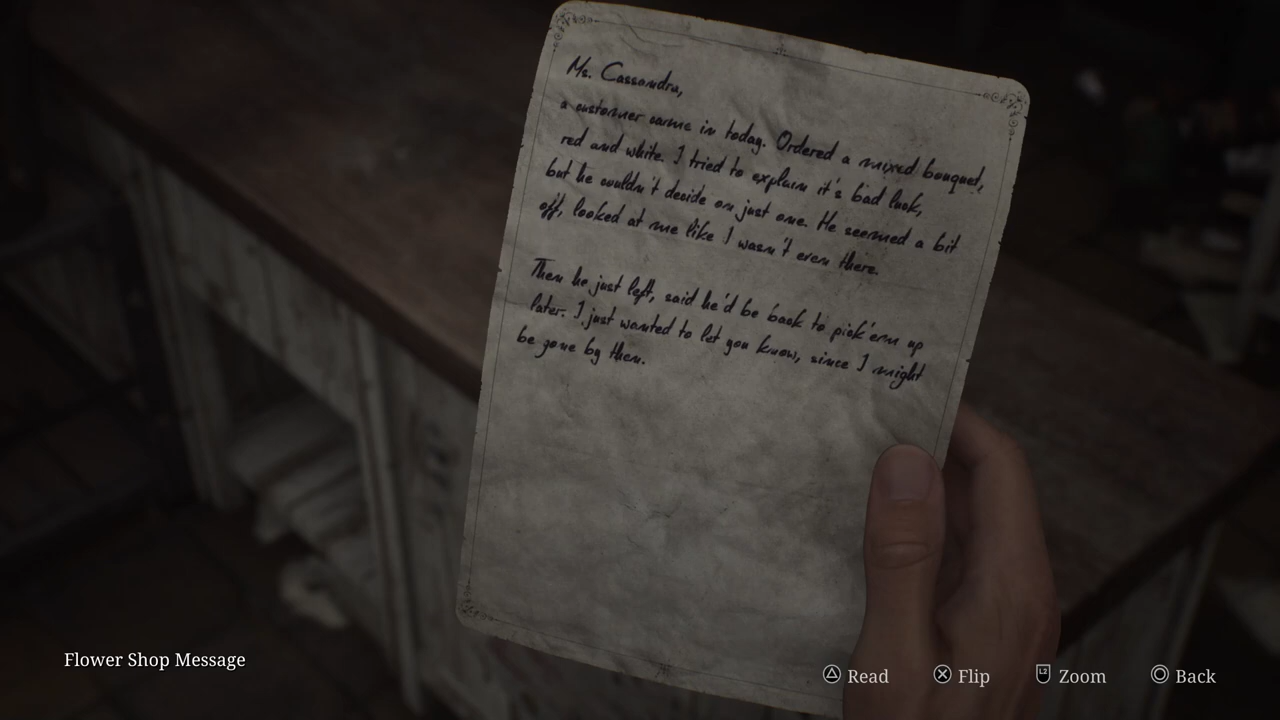 Ms. Cassandra,
a customer came in today. Ordered a mixed bouquet,
red and white. I tried to explain it's bad luck,
but he couldn't decide on just one. He seemed a bit
off, looked at me like I wasn't even there.
Then he just left, said he'd be back to pick'em up
later. I just wanted to let you know, since I might
be gone by then.
Flower Shop Message
Read
Flip
L2
Zoom
Back